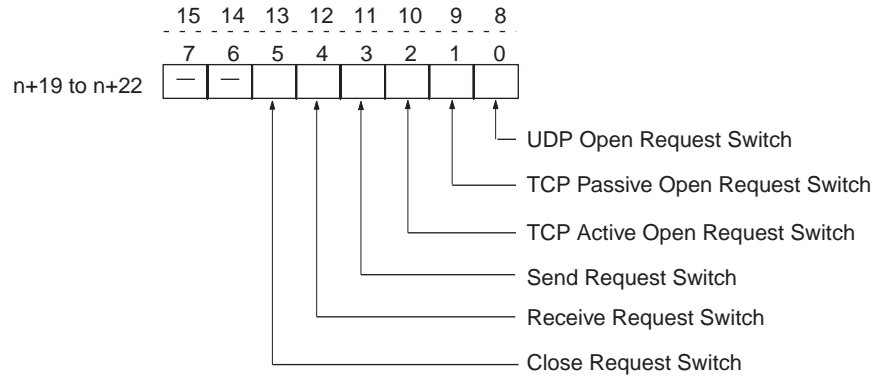 15 14 13 12 11 10 9 8
7 6 5 4 3 2 1 0
n+19 to n+22 — —
UDP Open Request Switch
TCP Passive Open Request Switch
TCP Active Open Request Switch
Send Request Switch
Receive Request Switch
Close Request Switch